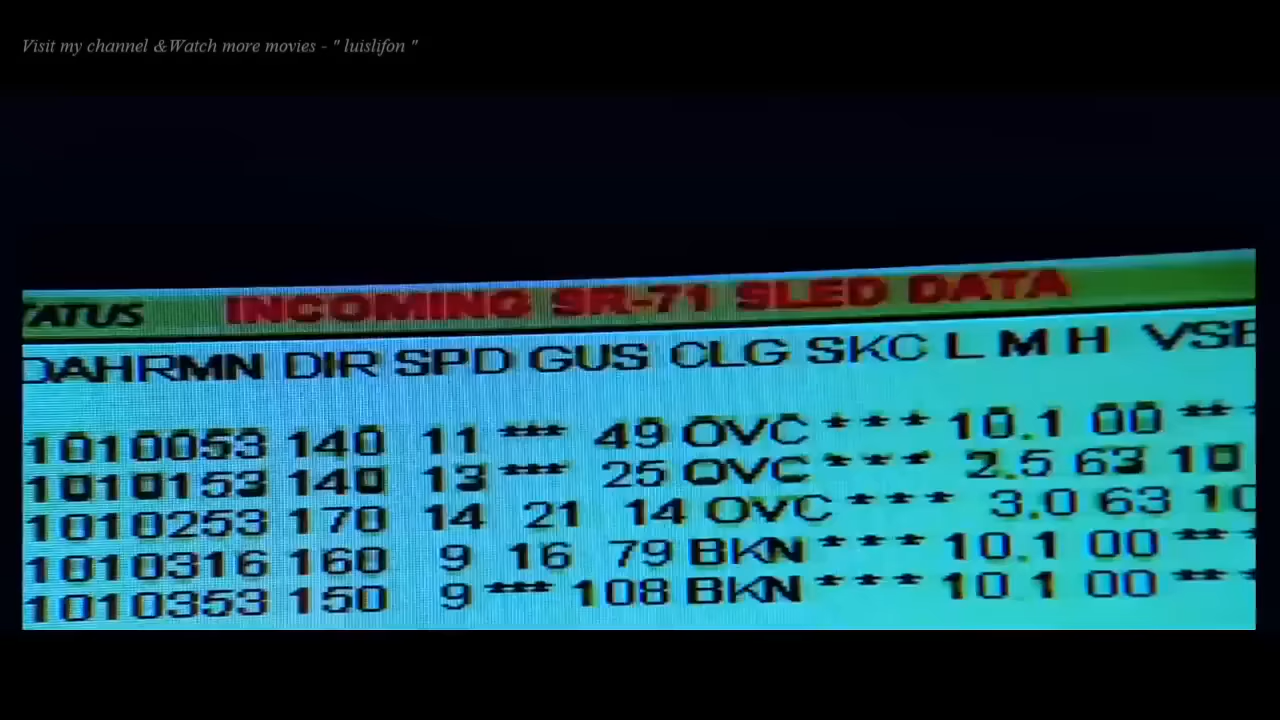 Visit my channel &Watch more movies - " luislifon "
TATUS INCOMING SR-71 SLED DATA
DAHRMN DIR SPD GUS CLG SKC L M H VSB
1010053 140 11 *** 49 OVC * * * 10.1 00 ** *
1010153 140 13 *** 25 OVC * * * 2.5 63 10
1010253 170 14 21 14 OVC * * * 3.0 63 10
1010316 160 9 16 79 BKN * * * 10.1 00 ** *
1010353 150 9 *** 108 BKN * * * 10.1 00 ** *